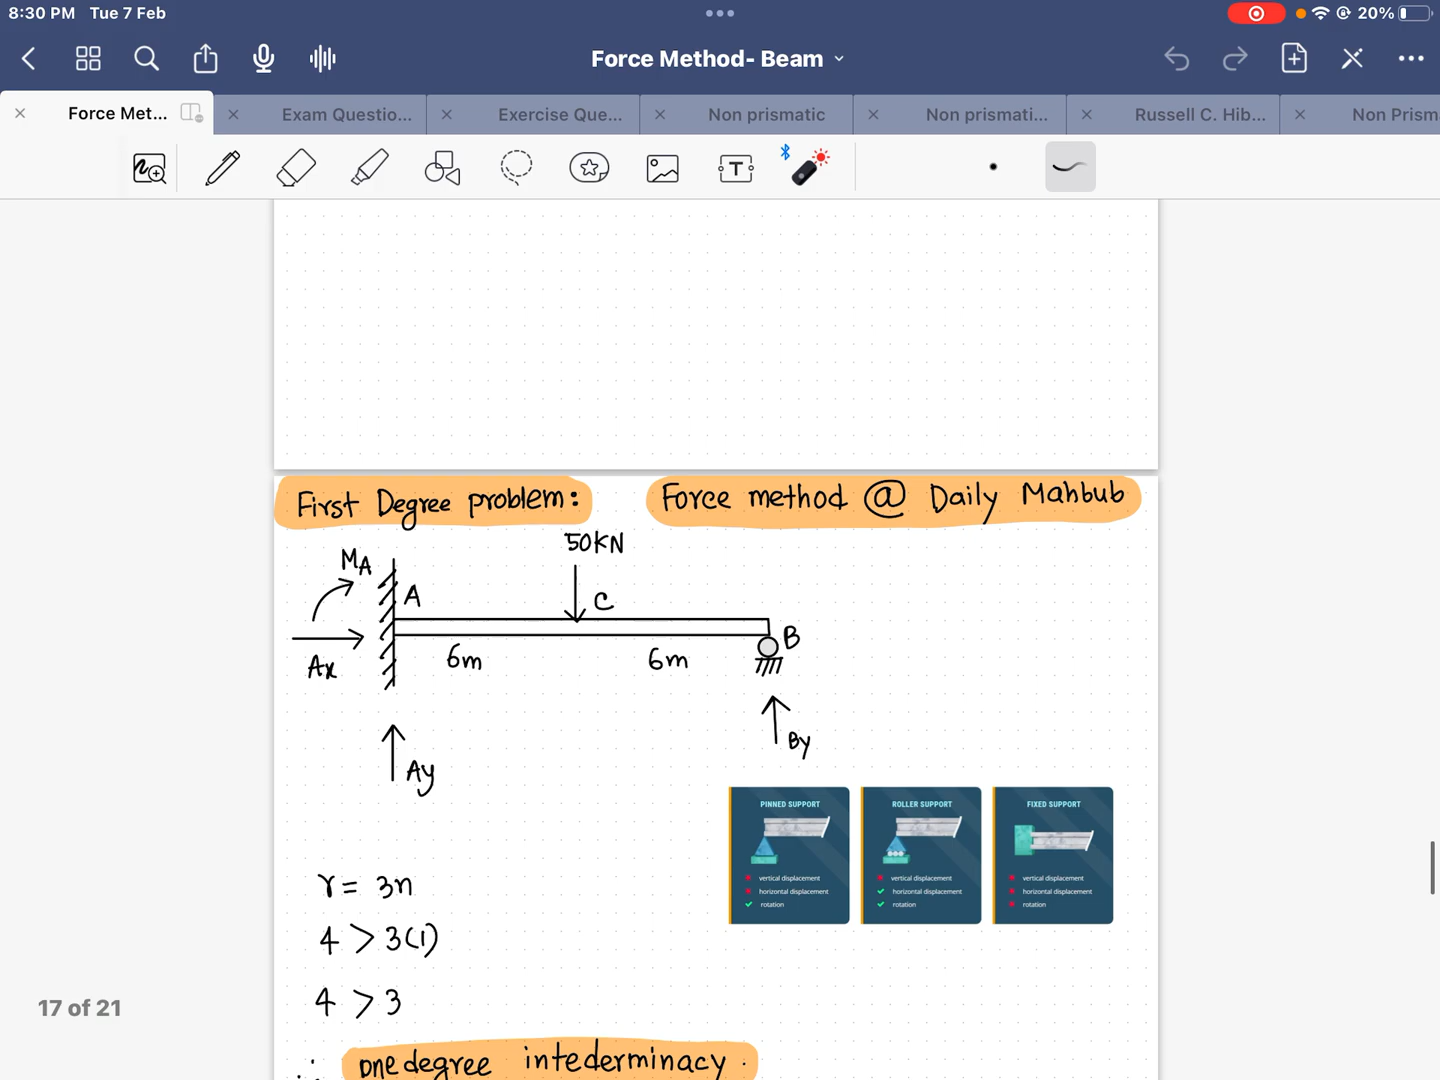 8:30 PM Tue 7 Feb
20%
Force Method- Beam
Force Met...
Exam Questio...
Exercise Que...
Non prismatic
Non prismati...
Russell C. Hib...
Non Prism
T
First Degree problem:
Force method @ Daily Mahbub
50KN
MA
A
C
B
Ax
6m
6m
Ay
By
PINNED SUPPORT
vertical displacement
horizontal displacement
rotation
ROLLER SUPPORT
vertical displacement
horizontal displacement
rotation
FIXED SUPPORT
vertical displacement
horizontal displacement
rotation
r = 3n
4 > 3(1)
4 > 3
17 of 21
∴ one degree intederminacy.